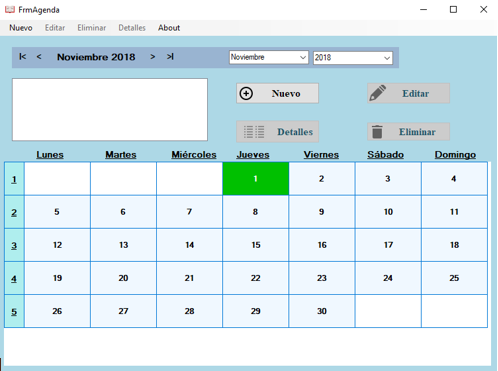 FrmAgenda
Nuevo Editar Eliminar Detalles About
Noviembre 2018 Noviembre 2018
Nuevo Editar
Detalles Eliminar
Lunes Martes Miércoles Jueves Viernes Sábado Domingo
1 1 2 3 4
2 5 6 7 8 9 10 11
3 12 13 14 15 16 17 18
4 19 20 21 22 23 24 25
5 26 27 28 29 30